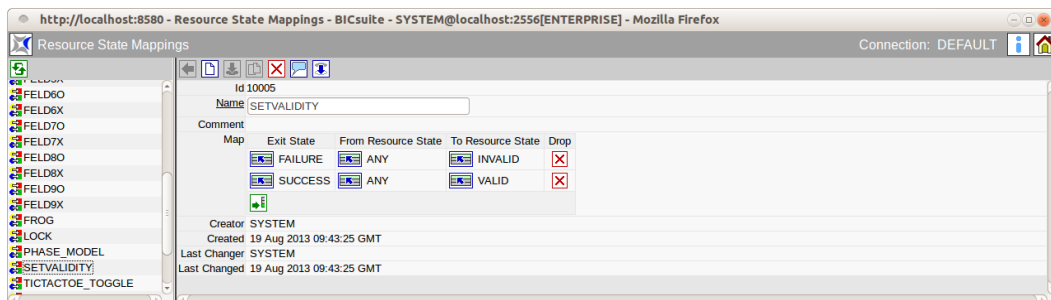 http://localhost:8580 - Resource State Mappings - BICsuite - SYSTEM@localhost:2556[ENTERPRISE] - Mozilla Firefox
Resource State Mappings
Connection: DEFAULT
FELD6O
FELD6X
FELD7O
FELD7X
FELD8O
FELD8X
FELD9O
FELD9X
FROG
LOCK
PHASE_MODEL
SETVALIDITY
TICTACTOE_TOGGLE
Id 10005
Name SETVALIDITY
Comment
Map Exit State From Resource State To Resource State Drop
FAILURE ANY INVALID
SUCCESS ANY VALID
Creator SYSTEM
Created 19 Aug 2013 09:43:25 GMT
Last Changer SYSTEM
Last Changed 19 Aug 2013 09:43:25 GMT